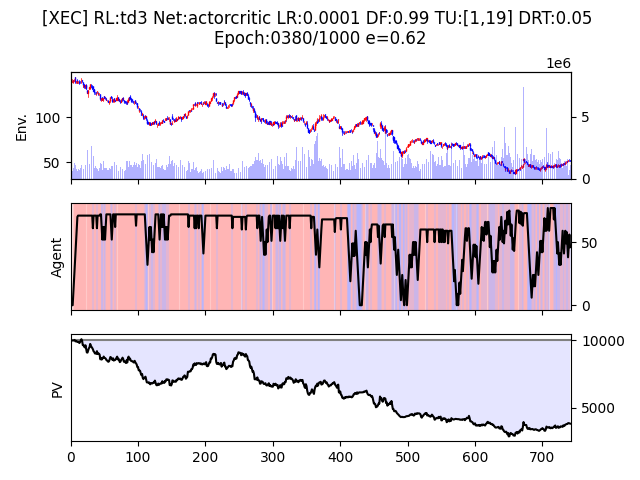 [XEC] RL:td3 Net:actorcritic LR:0.0001 DF:0.99 TU:[1,19] DRT:0.05
Epoch:0380/1000 e=0.62
1e6
Env.
100
50
5
0
Agent
50
0
PV
10000
5000
0 100 200 300 400 500 600 700